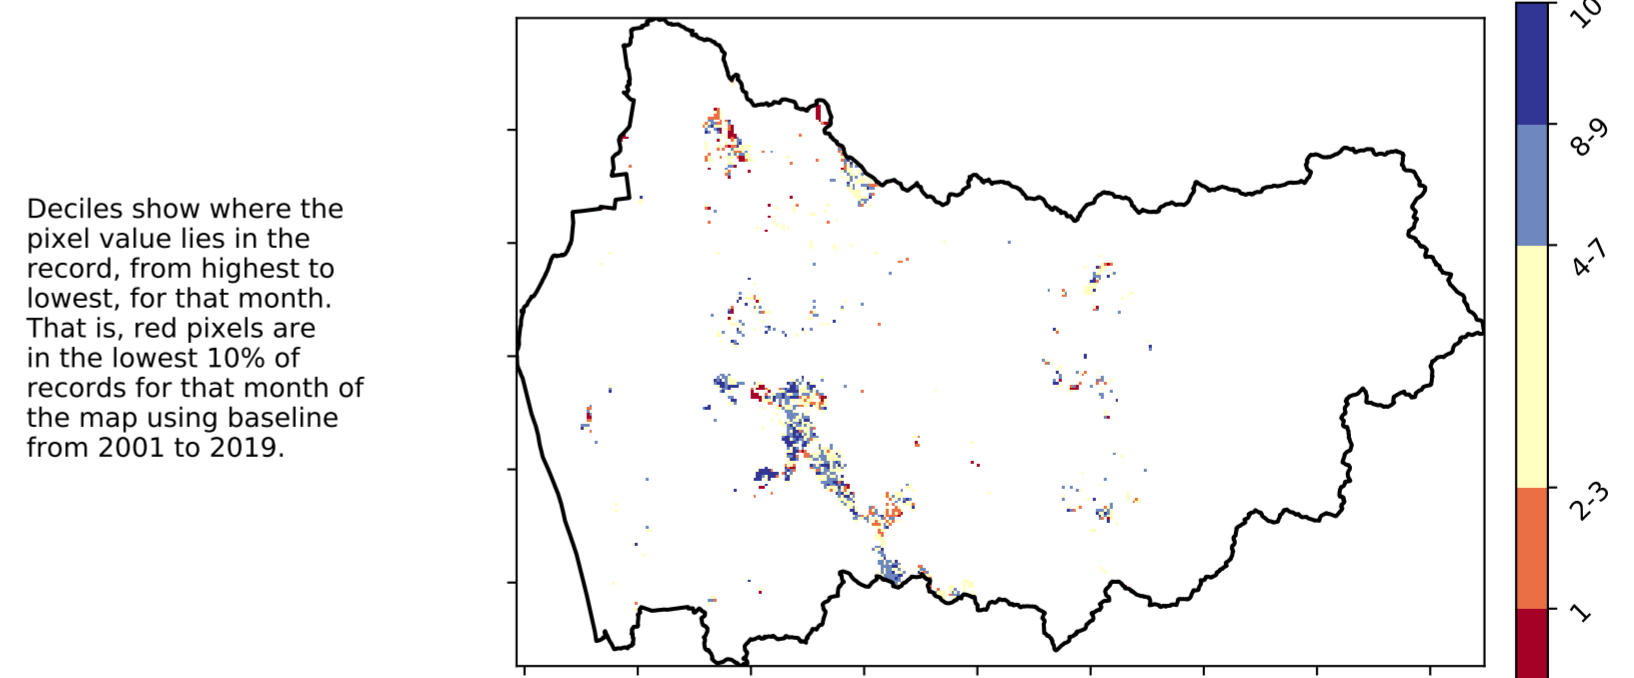 Deciles show where the
pixel value lies in the
record, from highest to
lowest, for that month.
That is, red pixels are
in the lowest 10% of
records for that month of
the map using baseline
from 2001 to 2019.
10
8-9
4-7
2-3
1